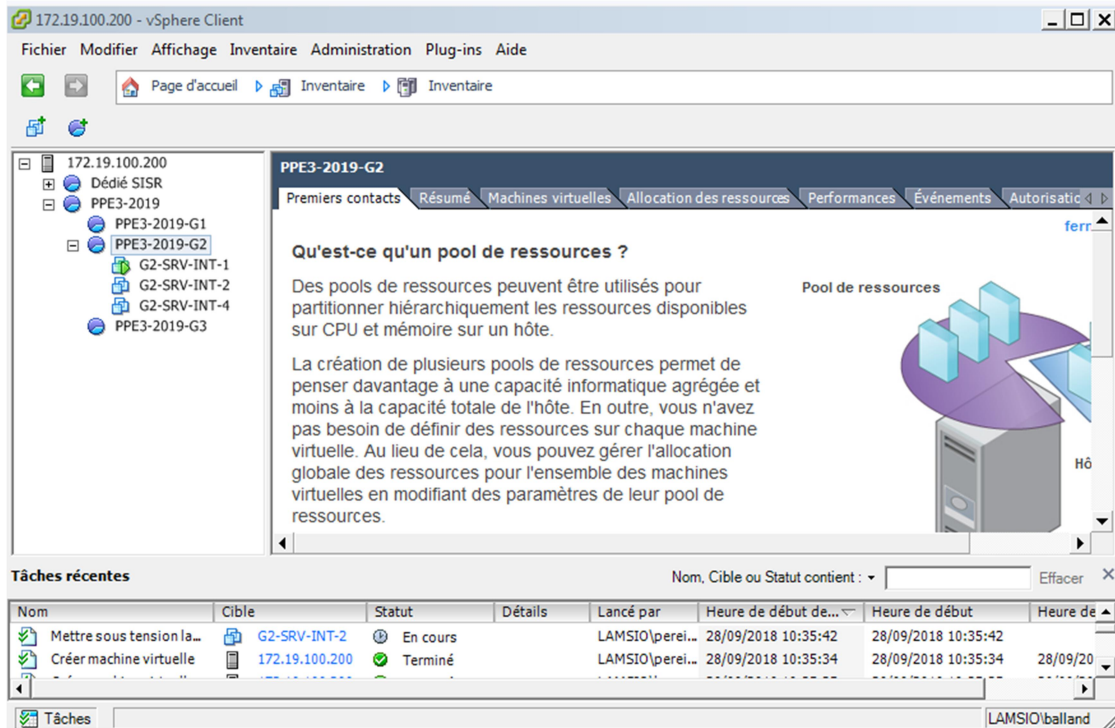 172.19.100.200 - vSphere Client
Fichier Modifier Affichage Inventaire Administration Plug-ins Aide
Page d'accueil Inventaire Inventaire
172.19.100.200
Dédié SISR
PPE3-2019
PPE3-2019-G1
PPE3-2019-G2
G2-SRV-INT-1
G2-SRV-INT-2
G2-SRV-INT-4
PPE3-2019-G3
PPE3-2019-G2
Premiers contacts Résumé Machines virtuelles Allocation des ressources Performances Événements Autorisatic
Qu'est-ce qu'un pool de ressources ?
Des pools de ressources peuvent être utilisés pour
partitionner hiérarchiquement les ressources disponibles
sur CPU et mémoire sur un hôte.
La création de plusieurs pools de ressources permet de
penser davantage à une capacité informatique agrégée et
moins à la capacité totale de l'hôte. En outre, vous n'avez
pas besoin de définir des ressources sur chaque machine
virtuelle. Au lieu de cela, vous pouvez gérer l'allocation
globale des ressources pour l'ensemble des machines
virtuelles en modifiant des paramètres de leur pool de
ressources.
Pool de ressources
Hô
Tâches récentes Nom, Cible ou Statut contient : Effacer
Nom Cible Statut Détails Lancé par Heure de début de... Heure de début Heure de
Mettre sous tension la... G2-SRV-INT-2 En cours LAMSIO\perei... 28/09/2018 10:35:42 28/09/2018 10:35:42
Créer machine virtuelle 172.19.100.200 Terminé LAMSIO\perei... 28/09/2018 10:35:34 28/09/2018 10:35:34 28/09/20
Tâches LAMSIO\balland